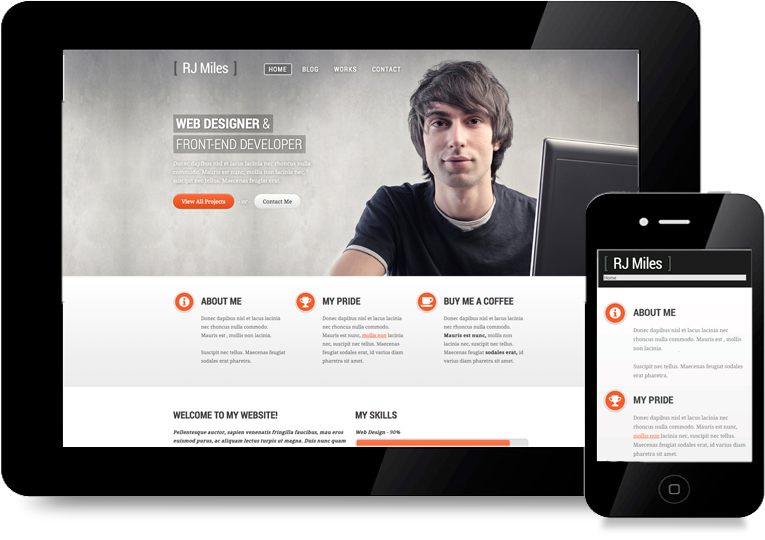 [ RJ Miles ]
HOME BLOG WORKS CONTACT
WEB DESIGNER &
FRONT-END DEVELOPER
Donec dapibus nisl et lacus lacinia nec rhoncus nulla commodo.
Mauris est nunc, mollis non lacinia nec,
suscipit nec tellus. Maecenas feugiat erat.
View All Projects - or - Contact Me
ABOUT ME
Donec dapibus nisl et lacus lacinia
nec rhoncus nulla commodo.
Mauris est , mollis non lacinia.
Suscipit nec tellus. Maecenas feugiat
sodales erat pharetra.
MY PRIDE
Donec dapibus nisl et lacus lacinia
nec rhoncus nulla commodo.
Mauris est nunc, mollis non lacinia
nec, suscipit nec tellus. Maecenas
feugiat sodales erat, id varius diam
pharetra sit amet.
BUY ME A COFFEE
Donec dapibus nisl et lacus lacinia
nec rhoncus nulla commodo.
Mauris est nunc, mollis non
lacinia nec, suscipit nec tellus.
Maecenas feugiat sodales erat, id
varius diam pharetra sit amet.
WELCOME TO MY WEBSITE!
Pellentesque auctor, sapien venenatis fringilla faucibus, mau eros
euismod purus, ac aliquam lectus turpis ut magna. Duis nunc quam
MY SKILLS
Web Design - 90%
[ RJ Miles ]
Home
ABOUT ME
Donec dapibus nisl et lacus lacinia nec
rhoncus nulla commodo. Mauris est , mollis
non lacinia.
Suscipit nec tellus. Maecenas feugiat sodales
erat pharetra.
MY PRIDE
Donec dapibus nisl et lacus lacinia nec
rhoncus nulla commodo. Mauris est nunc,
mollis non lacinia nec, suscipit nec tellus.
Maecenas feugiat sodales erat, id varius diam
pharetra sit amet.